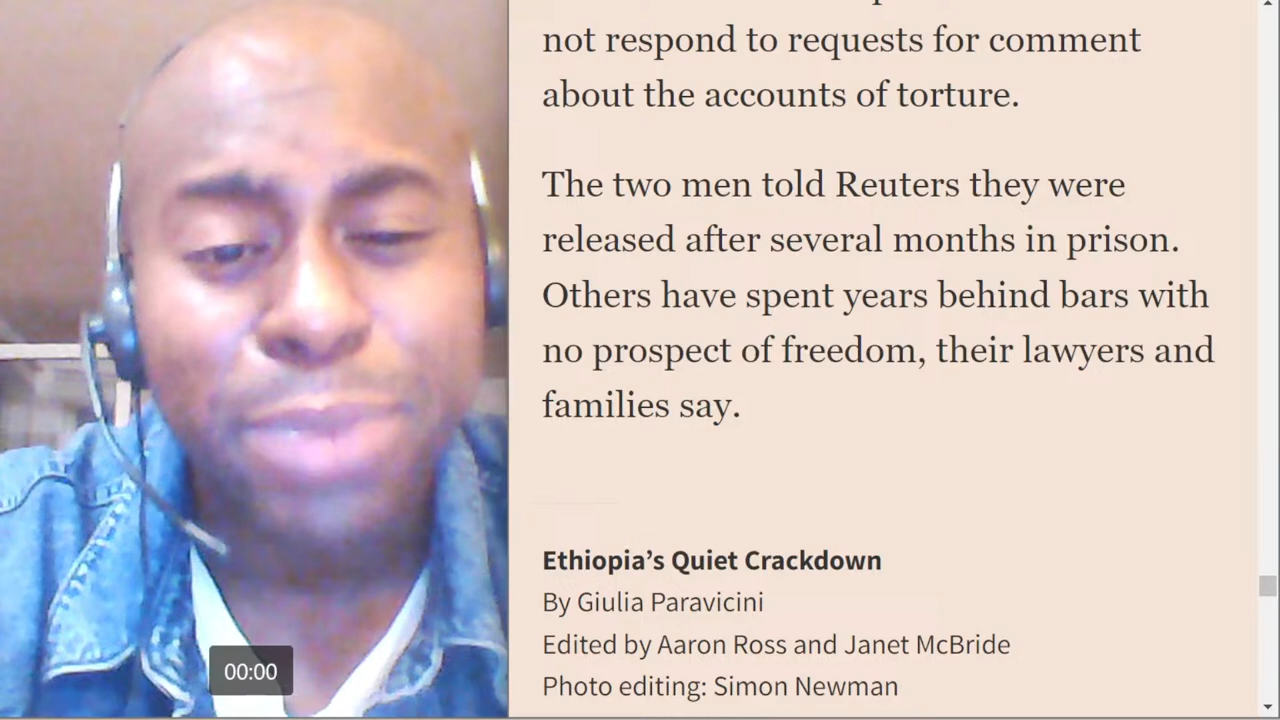 not respond to requests for comment
about the accounts of torture.
The two men told Reuters they were
released after several months in prison.
Others have spent years behind bars with
no prospect of freedom, their lawyers and
families say.
Ethiopia’s Quiet Crackdown
By Giulia Paravicini
Edited by Aaron Ross and Janet McBride
Photo editing: Simon Newman
00:00